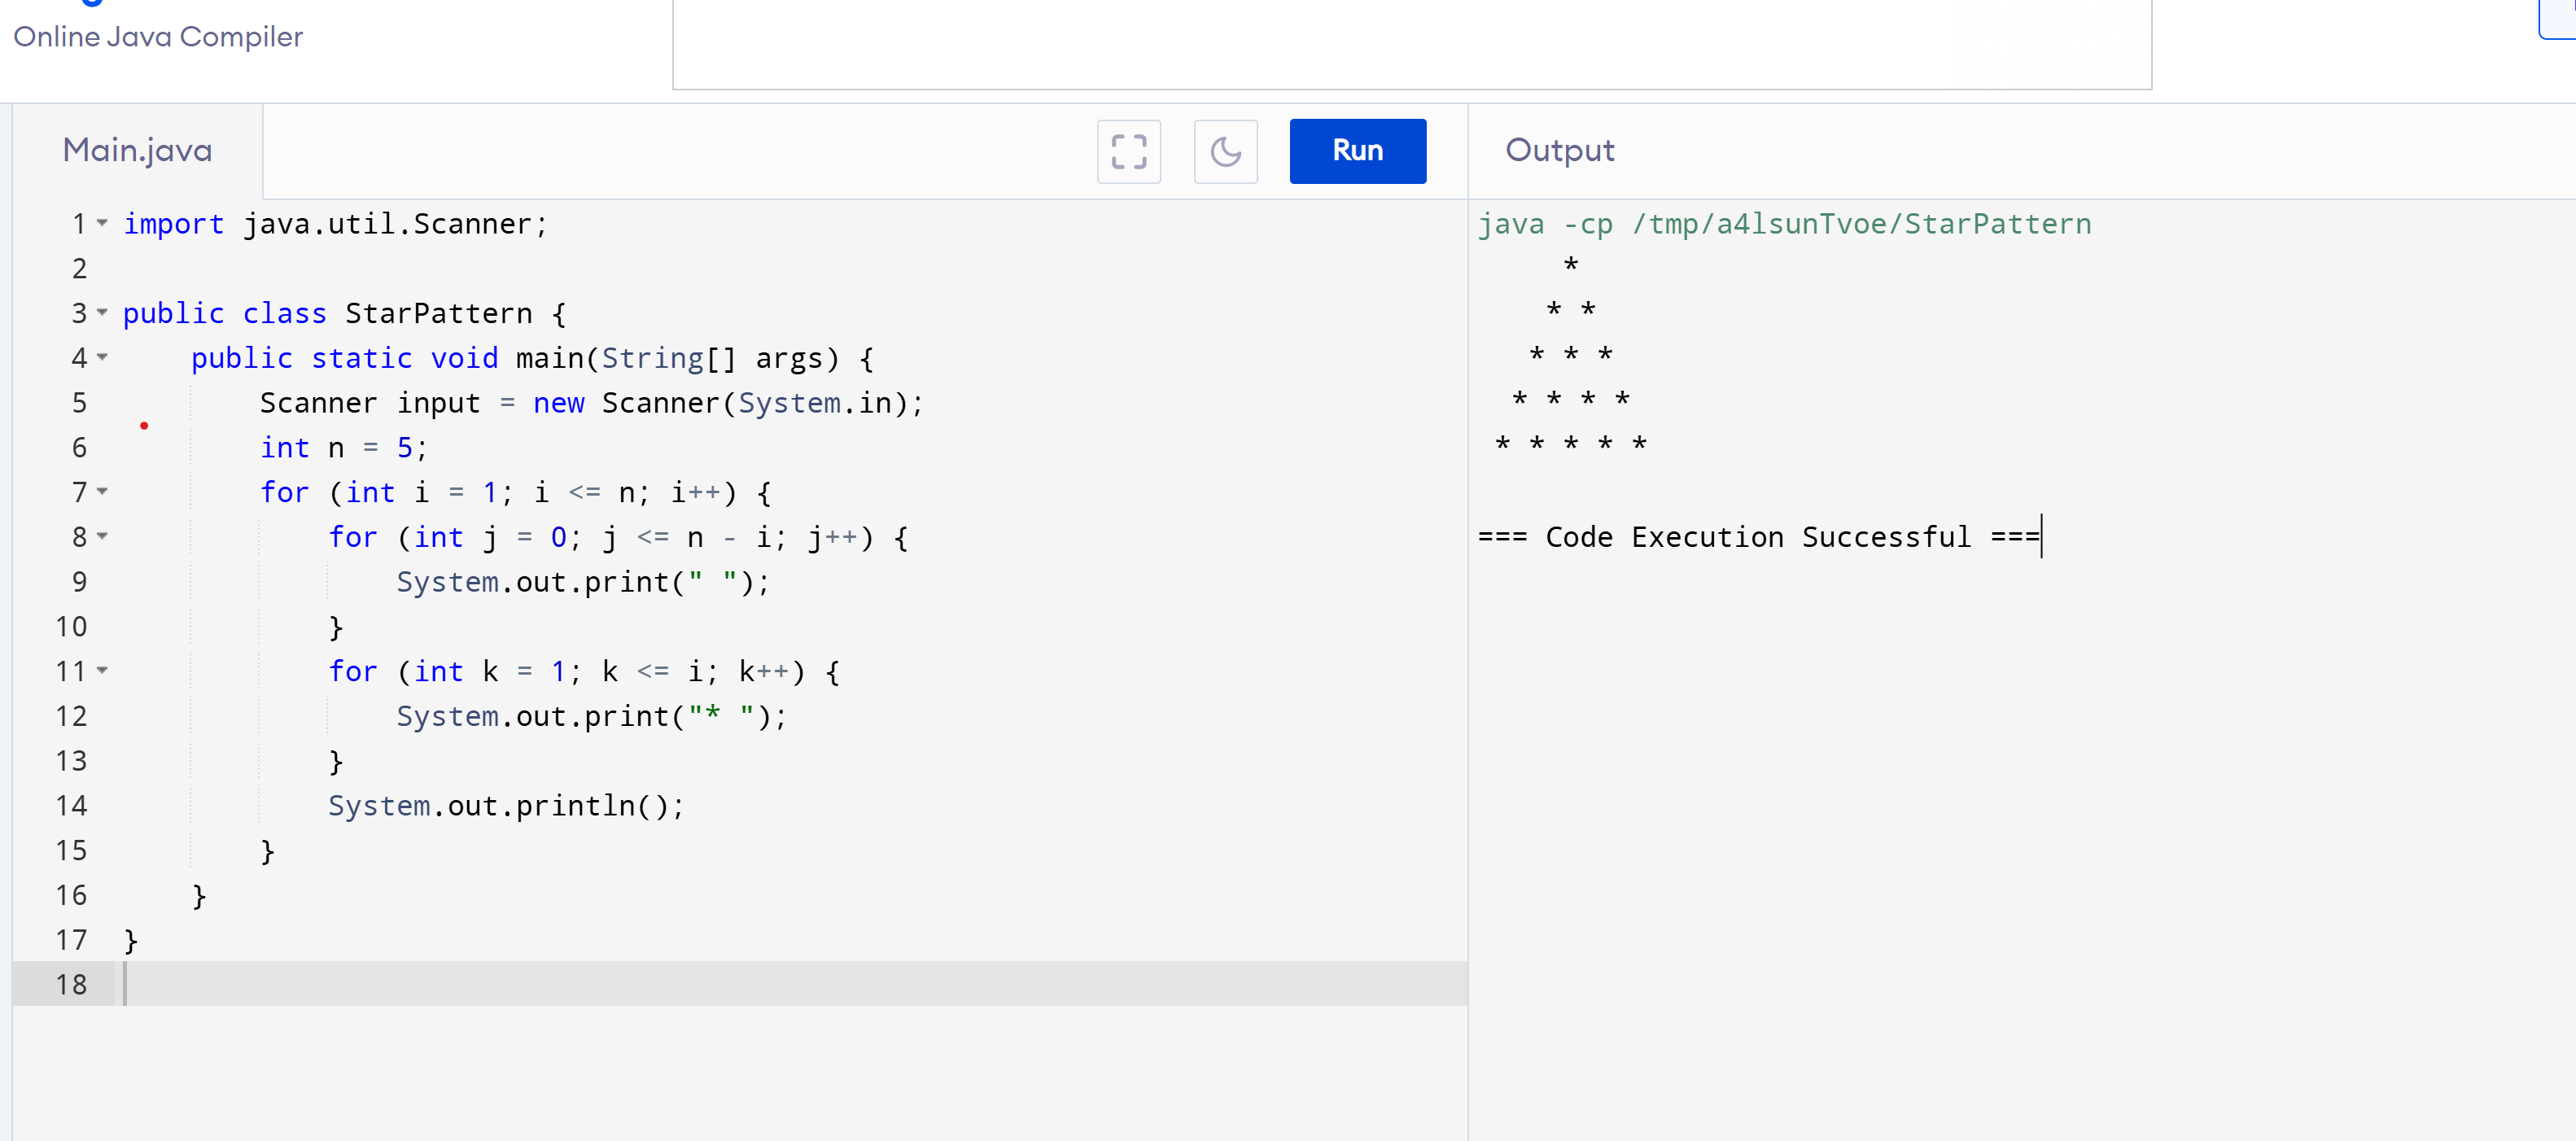 Online Java Compiler
Main.java
Run
Output
1 import java.util.Scanner;
2
3 public class StarPattern {
4     public static void main(String[] args) {
5         Scanner input = new Scanner(System.in);
6         int n = 5;
7         for (int i = 1; i <= n; i++) {
8             for (int j = 0; j <= n - i; j++) {
9                 System.out.print(" ");
10             }
11             for (int k = 1; k <= i; k++) {
12                 System.out.print("* ");
13             }
14             System.out.println();
15         }
16     }
17 }
18
java -cp /tmp/a4lsunTvoe/StarPattern
     *
    * *
   * * *
  * * * *
 * * * * *
=== Code Execution Successful ===